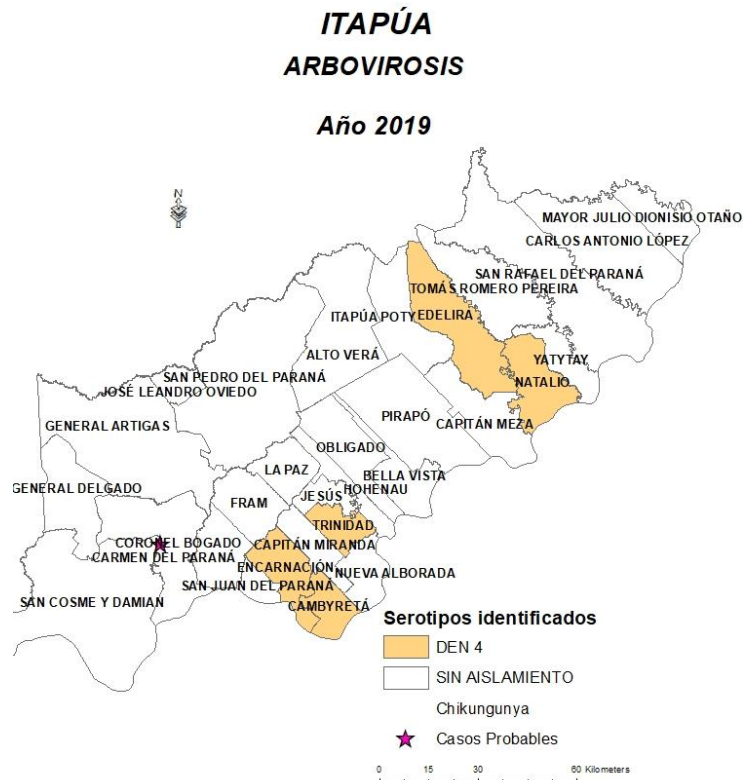 ITAPÚA
ARBOVIROSIS
Año 2019
N
MAYOR JULIO DIONISIO OTAÑO
CARLOS ANTONIO LÓPEZ
SAN RAFAEL DEL PARANÁ
TOMÁS ROMERO PEREIRA
ITAPÚA POTY
EDELIRA
ALTO VERÁ
YATYTAY
SAN PEDRO DEL PARANÁ
NATALIO
JOSÉ LEANDRO OVIEDO
PIRAPÓ
GENERAL ARTIGAS
CAPITÁN MEZA
OBLIGADO
LA PAZ
BELLA VISTA
GENERAL DELGADO
JESÚS
HOHENAU
FRAM
TRINIDAD
CORONEL BOGADO
CAPITÁN MIRANDA
CARMEN DEL PARANÁ
ENCARNACIÓN
NUEVA ALBORADA
SAN JUAN DEL PARANÁ
SAN COSME Y DAMIAN
CAMBYRETÁ
Serotipos identificados
DEN 4
SIN AISLAMIENTO
Chikungunya
Casos Probables
0 15 30 60 Kilometers